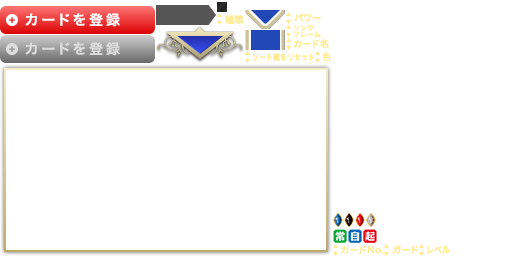 カードを登録
カードを登録
種類
パワー
リンク
フレーム
カード名
ソート順をリセット 色
常 自 起
カードNo. ガード レベル